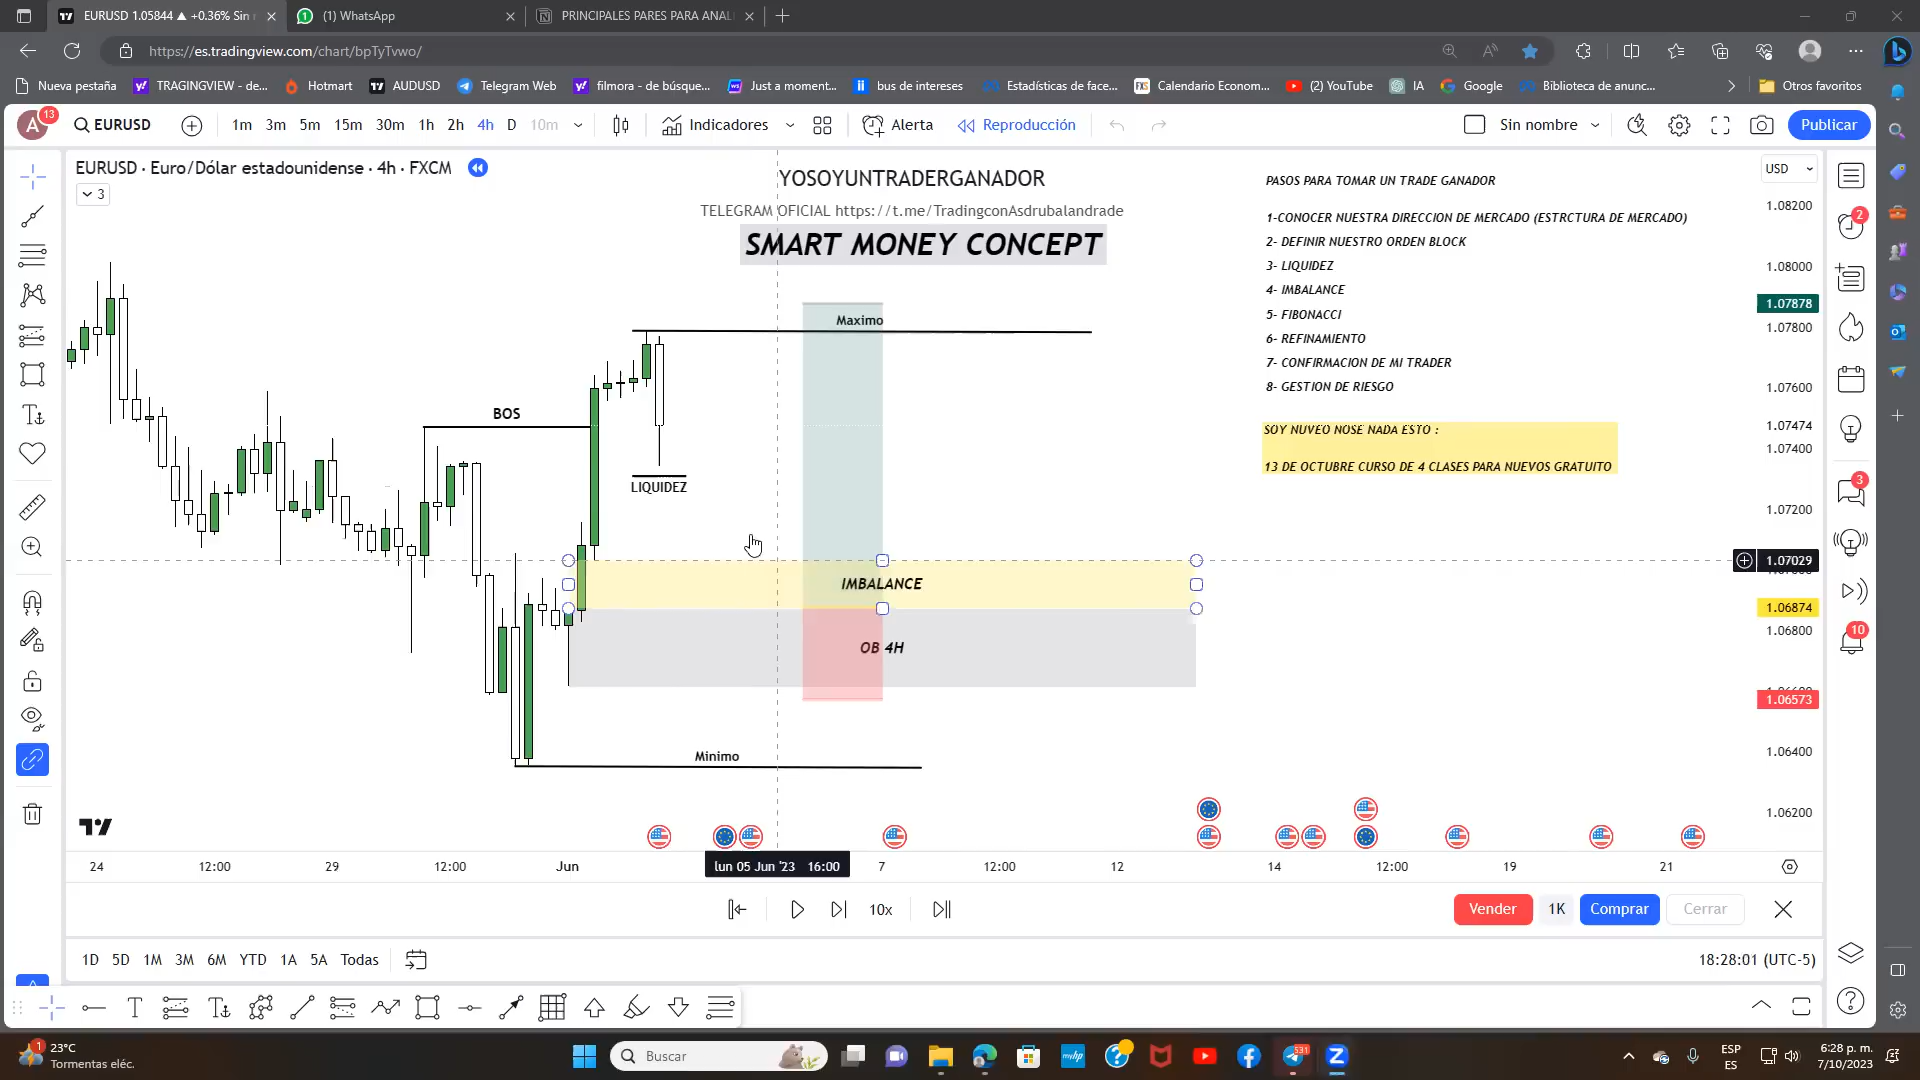 EURUSD 1.05844 ▲ +0.36% Sin
(1) WhatsApp
PRINCIPALES PARES PARA ANAL
https://es.tradingview.com/chart/bpTyTvwo/
Nueva pestaña
TRAGINGVIEW - de...
Hotmart
AUDUSD
Telegram Web
filmora - de búsque...
Just a moment...
bus de intereses
Estadísticas de face...
Calendario Econom...
(2) YouTube
IA
Google
Biblioteca de anunc...
Otros favoritos
A
13
EURUSD
1m 3m 5m 15m 30m 1h 2h 4h D 10m
Indicadores
Alerta
Reproducción
Sin nombre
Publicar
EURUSD · Euro/Dólar estadounidense · 4h · FXCM
3
YOSOYUNTRADERGANADOR
TELEGRAM OFICIAL https://t.me/TradingconAsdrubalandrade
SMART MONEY CONCEPT
PASOS PARA TOMAR UN TRADE GANADOR
1-CONOCER NUESTRA DIRECCION DE MERCADO (ESTRCTURA DE MERCADO)
2- DEFINIR NUESTRO ORDEN BLOCK
3- LIQUIDEZ
4- IMBALANCE
5- FIBONACCI
6- REFINAMIENTO
7- CONFIRMACION DE MI TRADER
8- GESTION DE RIESGO
SOY NUVEO NOSE NADA ESTO :
13 DE OCTUBRE CURSO DE 4 CLASES PARA NUEVOS GRATUITO
Maximo
BOS
LIQUIDEZ
IMBALANCE
OB 4H
Minimo
USD
1.08200
1.08000
1.07878
1.07800
1.07600
1.07474
1.07400
1.07200
1.07029
1.06874
1.06800
1.06573
1.06400
1.06200
2
3
10
24 12:00 29 12:00 Jun lun 05 Jun '23 16:00 7 12:00 12 14 12:00 19 21
10x
Vender
1K
Comprar
Cerrar
1D 5D 1M 3M 6M YTD 1A 5A Todas
18:28:01 (UTC-5)
1
23°C
Tormentas eléc.
Buscar
531
ESP
ES
6:28 p. m.
7/10/2023